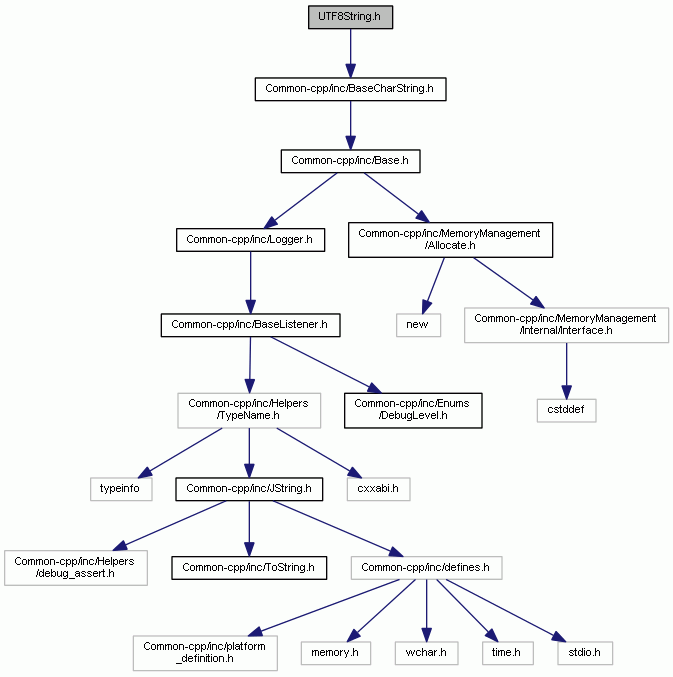 UTF8String.h
Common-cpp/inc/BaseCharString.h
Common-cpp/inc/Base.h
Common-cpp/inc/Logger.h
Common-cpp/inc/MemoryManagement
/Allocate.h
Common-cpp/inc/BaseListener.h
new
Common-cpp/inc/MemoryManagement
/Internal/Interface.h
Common-cpp/inc/Helpers
/TypeName.h
Common-cpp/inc/Enums
/DebugLevel.h
cstddef
typeinfo
Common-cpp/inc/JString.h
cxxabi.h
Common-cpp/inc/Helpers
/debug_assert.h
Common-cpp/inc/ToString.h
Common-cpp/inc/defines.h
Common-cpp/inc/platform
_definition.h
memory.h
wchar.h
time.h
stdio.h